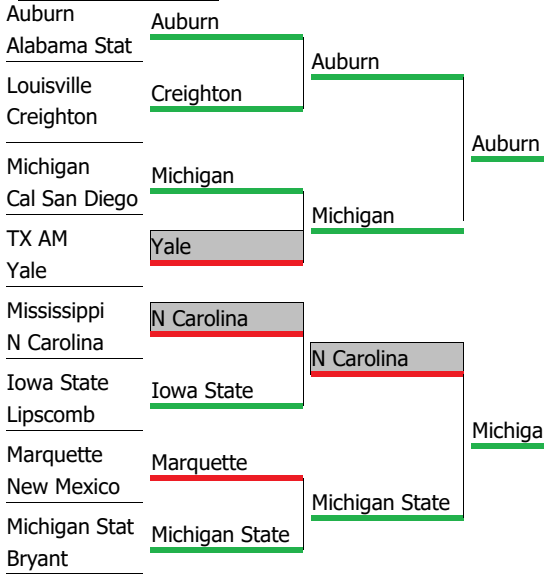 Auburn
Alabama Stat
Louisville
Creighton
Michigan
Cal San Diego
TX AM
Yale
Mississippi
N Carolina
Iowa State
Lipscomb
Marquette
New Mexico
Michigan Stat
Bryant
Auburn
Creighton
Michigan
Yale
N Carolina
Iowa State
Marquette
Michigan State
Auburn
Michigan
N Carolina
Michigan State
Auburn
Michiga